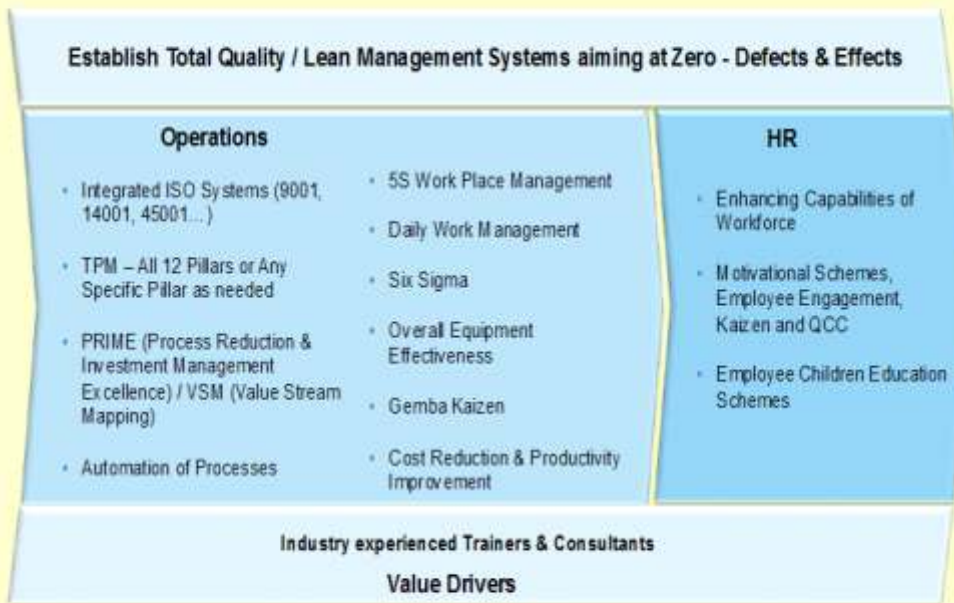 Establish Total Quality / Lean Management Systems aiming at Zero - Defects & Effects
Operations
• Integrated ISO Systems (9001,
14001, 45001...)
• TPM – All 12 Pillars or Any
Specific Pillar as needed
• PRIME (Process Reduction &
Investment Management
Excellence) / VSM (Value Stream
Mapping)
• Automation of Processes
• 5S Work Place Management
• Daily Work Management
• Six Sigma
• Overall Equipment
Effectiveness
• Gemba Kaizen
• Cost Reduction & Productivity
Improvement
HR
• Enhancing Capabilities of
Workforce
• Motivational Schemes,
Employee Engagement,
Kaizen and QCC
• Employee Children Education
Schemes
Industry experienced Trainers & Consultants
Value Drivers